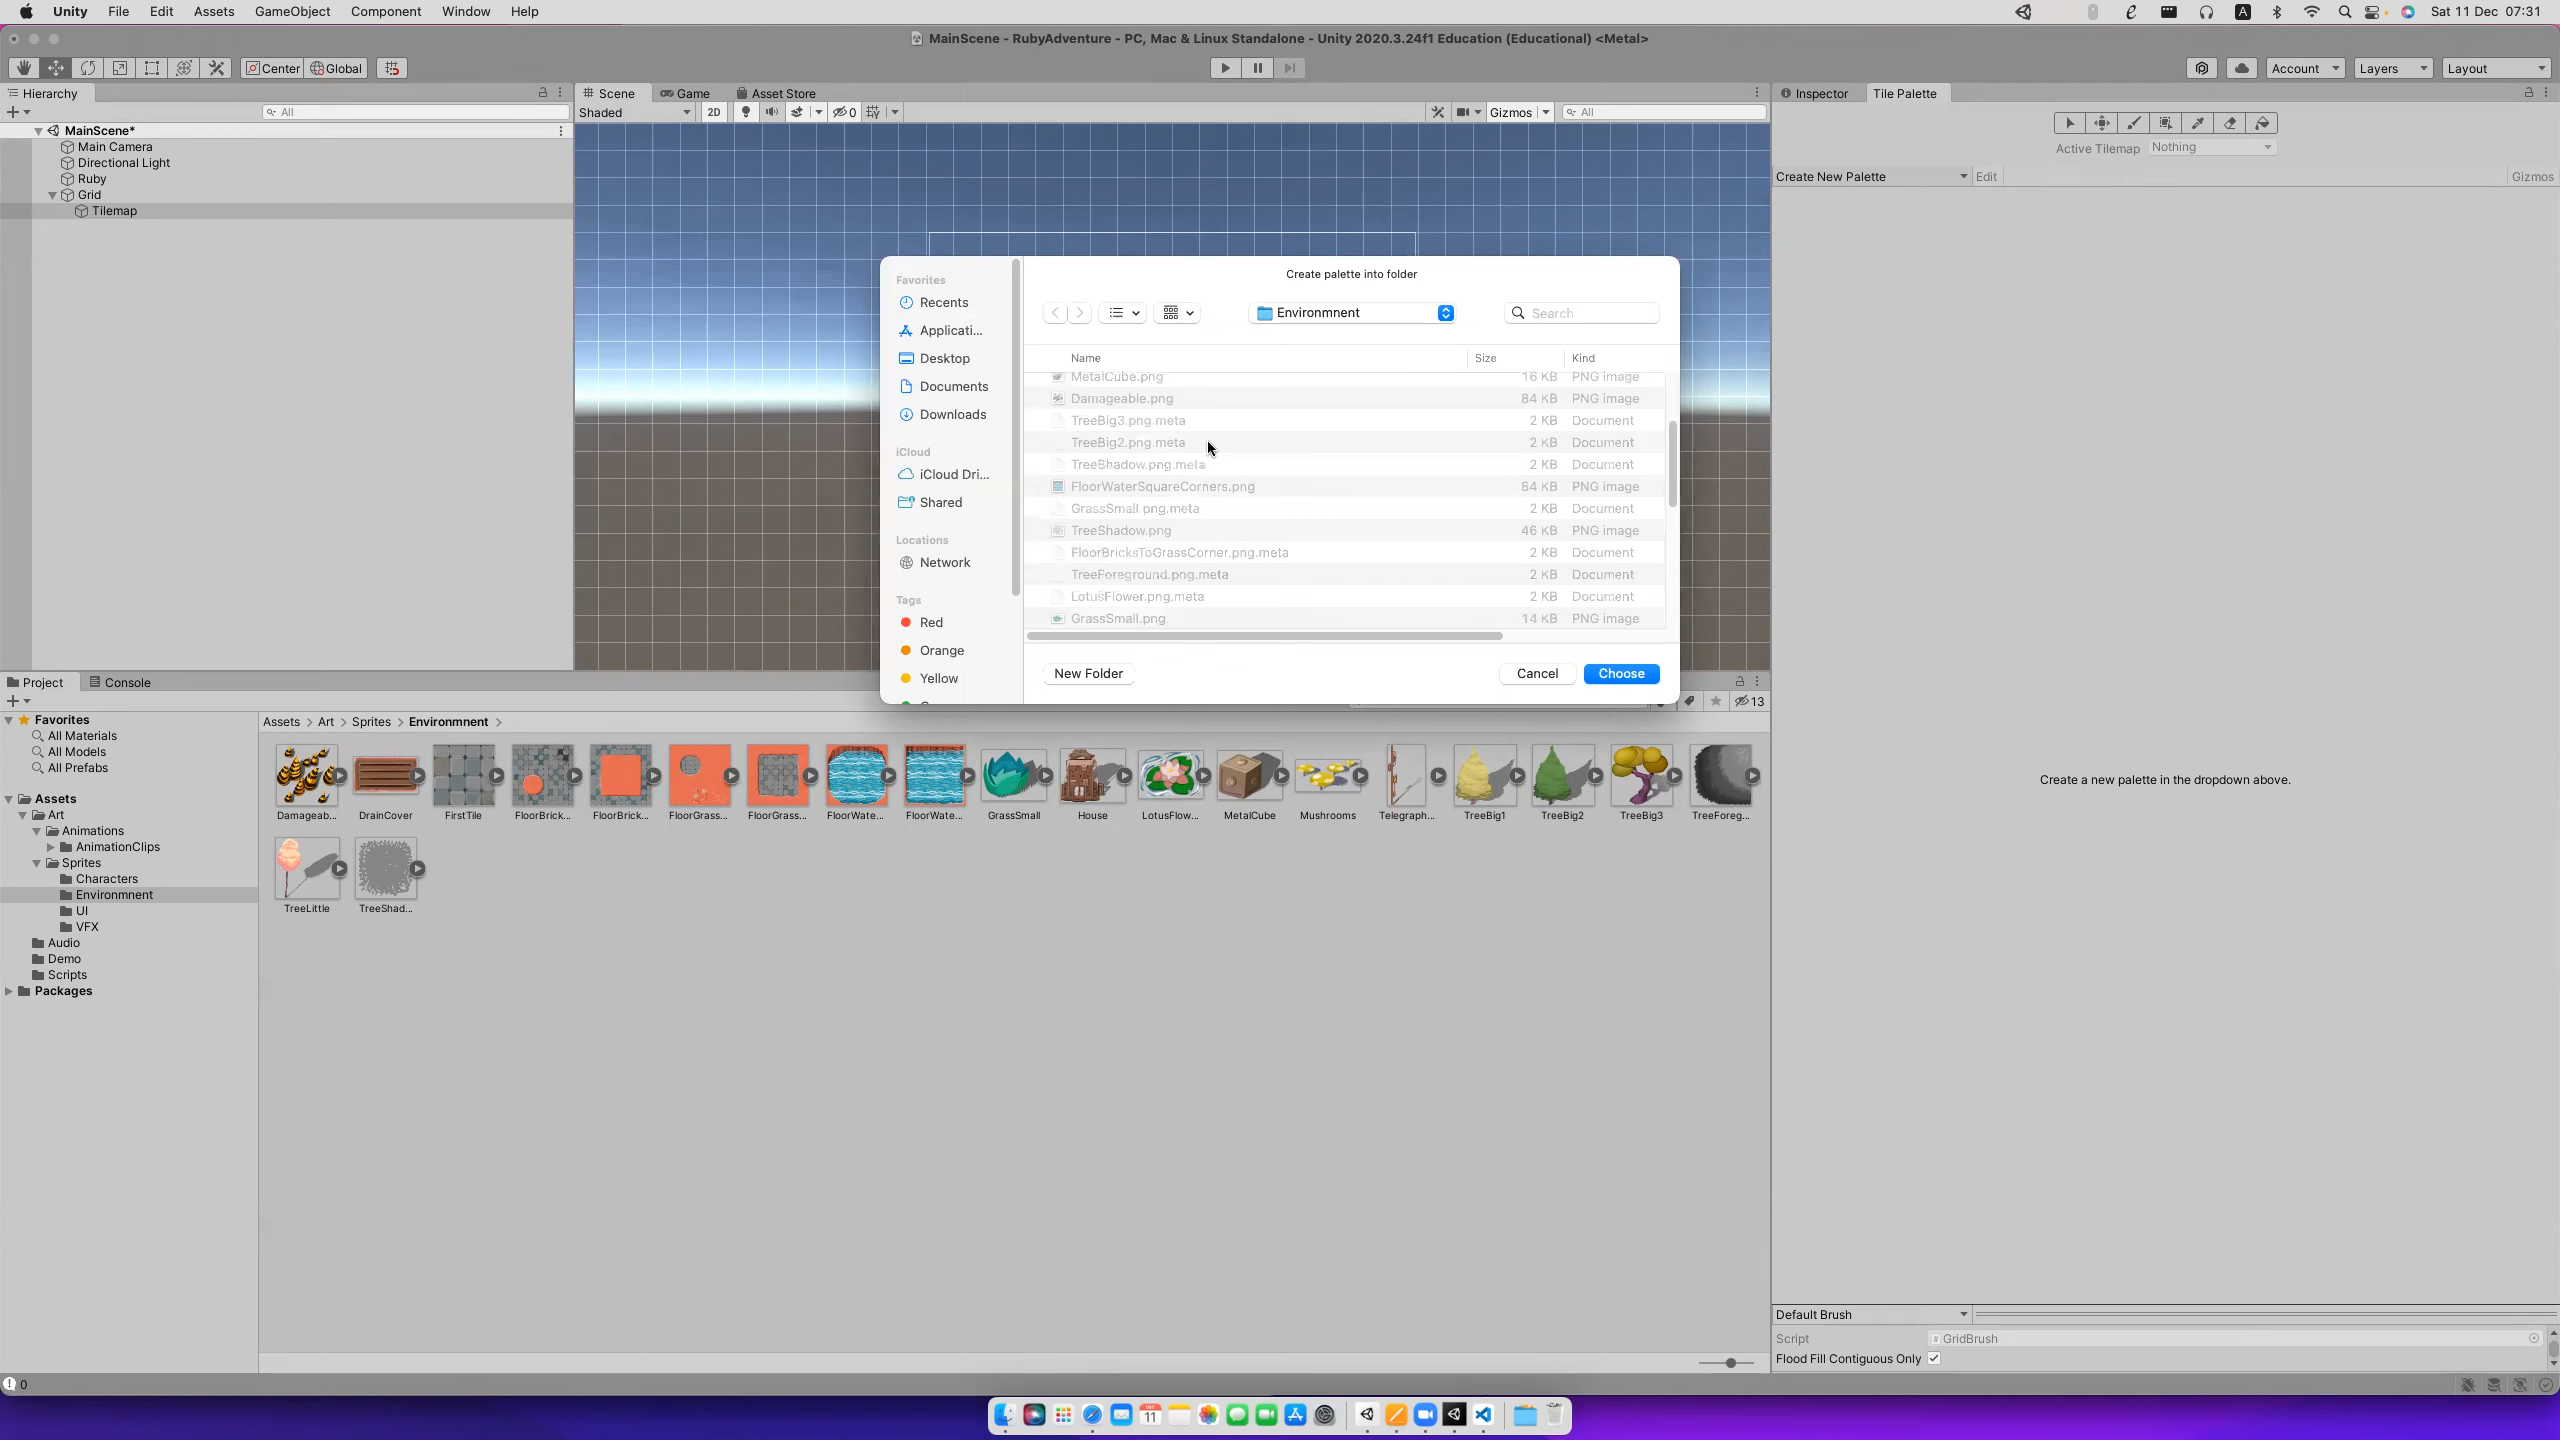 Unity File Edit Assets GameObject Component Window Help
A Sat 11 Dec 07:31
MainScene - RubyAdventure - PC, Mac & Linux Standalone - Unity 2020.3.24f1 Education (Educational) <Metal>
Center Global
Account Layers Layout
Hierarchy
All
MainScene*
Main Camera
Directional Light
Ruby
Grid
Tilemap
Scene Game Asset Store
Shaded 2D 0 Gizmos All
Inspector Tile Palette
Active Tilemap Nothing
Create New Palette Edit Gizmos
Create a new palette in the dropdown above.
Default Brush
Script GridBrush
Flood Fill Contiguous Only
Create palette into folder
Environmnent
Search
Favorites
Recents
Applicati...
Desktop
Documents
Downloads
iCloud
iCloud Dri...
Shared
Locations
Network
Tags
Red
Orange
Yellow
Name Size Kind
MetalCube.png 16 KB PNG image
Damageable.png 84 KB PNG image
TreeBig3.png.meta 2 KB Document
TreeBig2.png.meta 2 KB Document
TreeShadow.png.meta 2 KB Document
FloorWaterSquareCorners.png 84 KB PNG image
GrassSmall.png.meta 2 KB Document
TreeShadow.png 46 KB PNG image
FloorBricksToGrassCorner.png.meta 2 KB Document
TreeForeground.png.meta 2 KB Document
LotusFlower.png.meta 2 KB Document
GrassSmall.png 14 KB PNG image
New Folder Cancel Choose
Project Console
13
Favorites
All Materials
All Models
All Prefabs
Assets
Art
Animations
AnimationClips
Sprites
Characters
Environmnent
UI
VFX
Audio
Demo
Scripts
Packages
Assets > Art > Sprites > Environmnent >
Damageab... DrainCover FirstTile FloorBrick... FloorBrick... FloorGrass... FloorGrass... FloorWate... FloorWate... GrassSmall House LotusFlow... MetalCube Mushrooms Telegraph... TreeBig1 TreeBig2 TreeBig3 TreeForeg...
TreeLittle TreeShad...
0
DEC
11